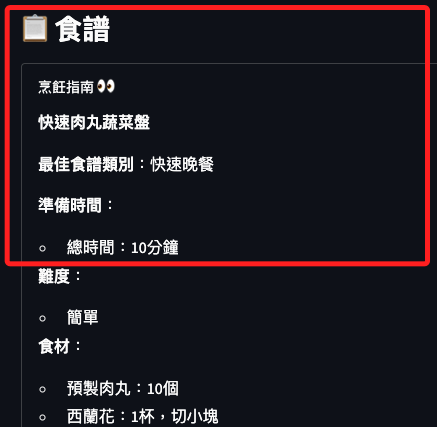 📋 食譜
烹飪指南 👀
快速肉丸蔬菜盤
最佳食譜類別：快速晚餐
準備時間：
總時間：10分鐘
難度：
簡單
食材：
預製肉丸：10個
西蘭花：1杯，切小塊